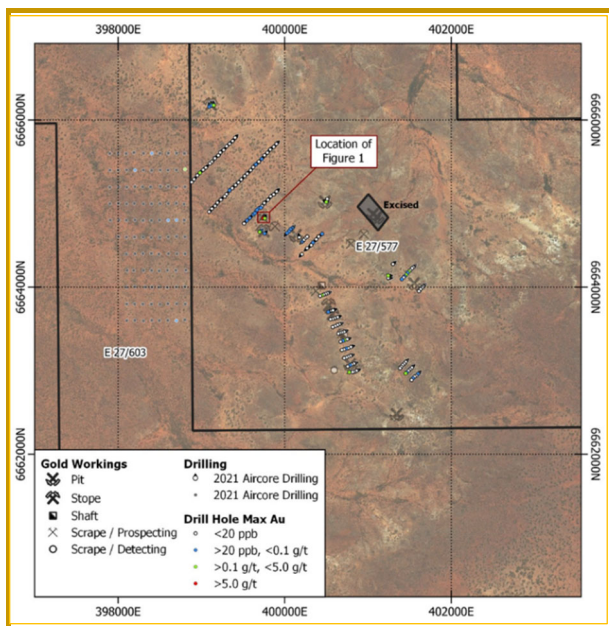 398000E 400000E 402000E
6666000N 6666000N
Location of
Figure 1
Excised
E 27/577
6664000N 6664000N
E 27/603
6662000N 6662000N
Gold Workings
Pit
Stope
Shaft
Scrape / Prospecting
Scrape / Detecting
Drilling
2021 Aircore Drilling
2021 Aircore Drilling
Drill Hole Max Au
<20 ppb
>20 ppb, <0.1 g/t
>0.1 g/t, <5.0 g/t
>5.0 g/t
398000E 400000E 402000E